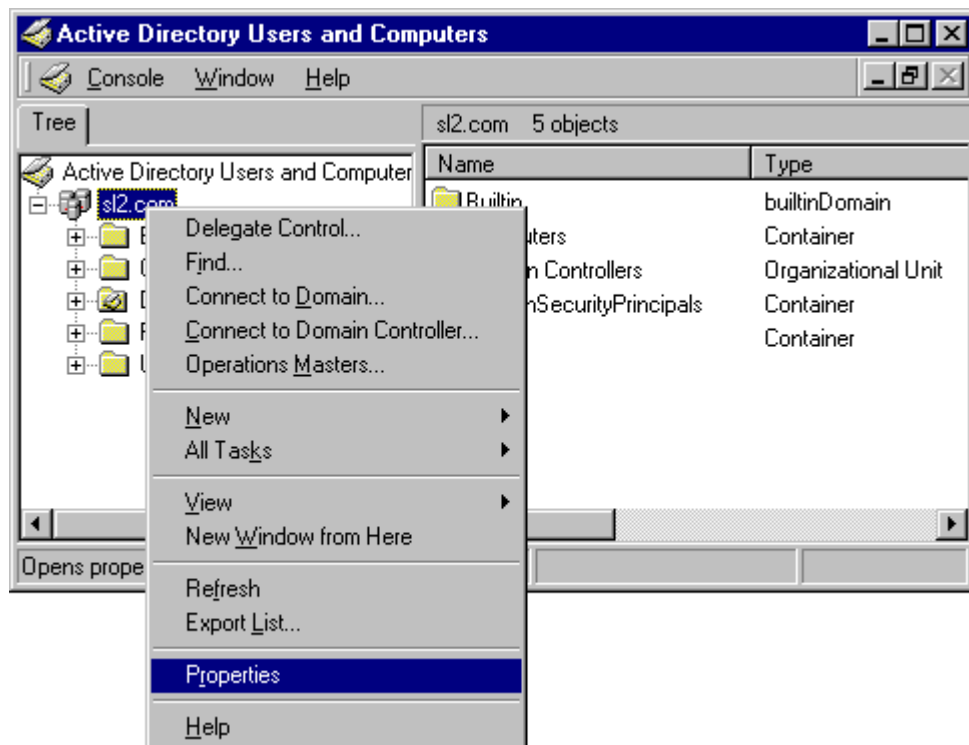 Active Directory Users and Computers
Console Window Help
Tree
sl2.com 5 objects
Active Directory Users and Computer
Name Type
sl2.com
Builtin builtinDomain
Container
n Controllers Organizational Unit
nSecurityPrincipals Container
Container
Delegate Control...
Find...
Connect to Domain...
Connect to Domain Controller...
Operations Masters...
New
All Tasks
View
New Window from Here
Refresh
Export List...
Properties
Help
Opens prope